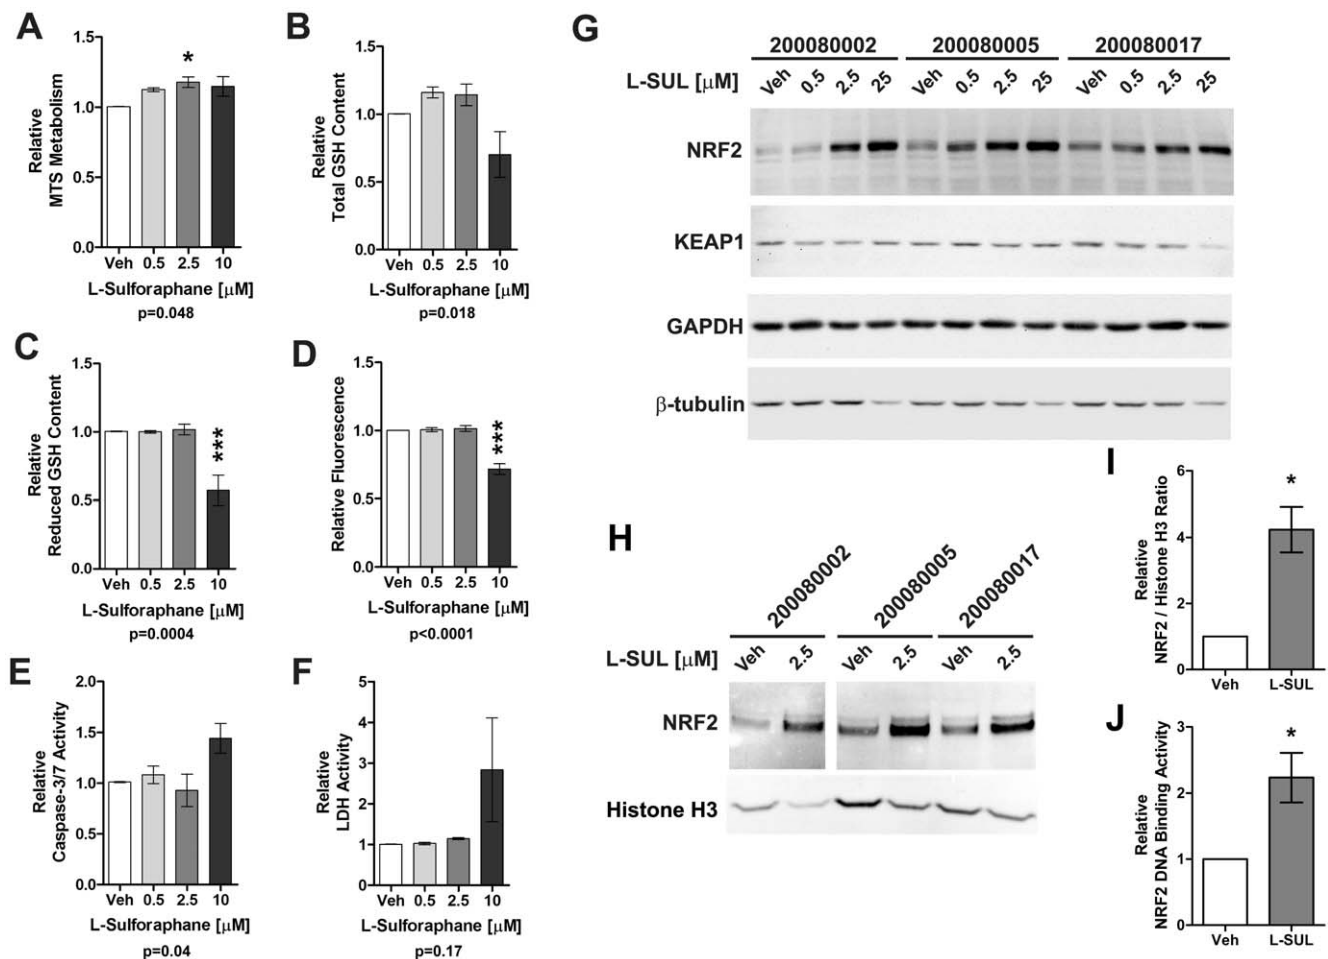 A
Relative
MTS Metabolism
1.5
1.0
0.5
0.0
*
Veh 0.5 2.5 10
L-Sulforaphane [μM]
p=0.048
B
Relative
Total GSH Content
1.5
1.0
0.5
0.0
Veh 0.5 2.5 10
L-Sulforaphane [μM]
p=0.018
C
Relative
Reduced GSH Content
1.5
1.0
0.5
0.0
***
Veh 0.5 2.5 10
L-Sulforaphane [μM]
p=0.0004
D
Relative Fluorescence
1.5
1.0
0.5
0.0
***
Veh 0.5 2.5 10
L-Sulforaphane [μM]
p<0.0001
E
Relative
Caspase-3/7 Activity
2.0
1.5
1.0
0.5
0.0
Veh 0.5 2.5 10
L-Sulforaphane [μM]
p=0.04
F
Relative
LDH Activity
5
4
3
2
1
0
Veh 0.5 2.5 10
L-Sulforaphane [μM]
p=0.17
G
200080002 200080005 200080017
L-SUL [μM] Veh 0.5 2.5 25 Veh 0.5 2.5 25 Veh 0.5 2.5 25
NRF2
KEAP1
GAPDH
β-tubulin
H
200080002 200080005 200080017
L-SUL [μM] Veh 2.5 Veh 2.5 Veh 2.5
NRF2
Histone H3
I
Relative
NRF2 / Histone H3 Ratio
6
4
2
0
*
Veh L-SUL
J
Relative
NRF2 DNA Binding Activity
3
2
1
0
*
Veh L-SUL